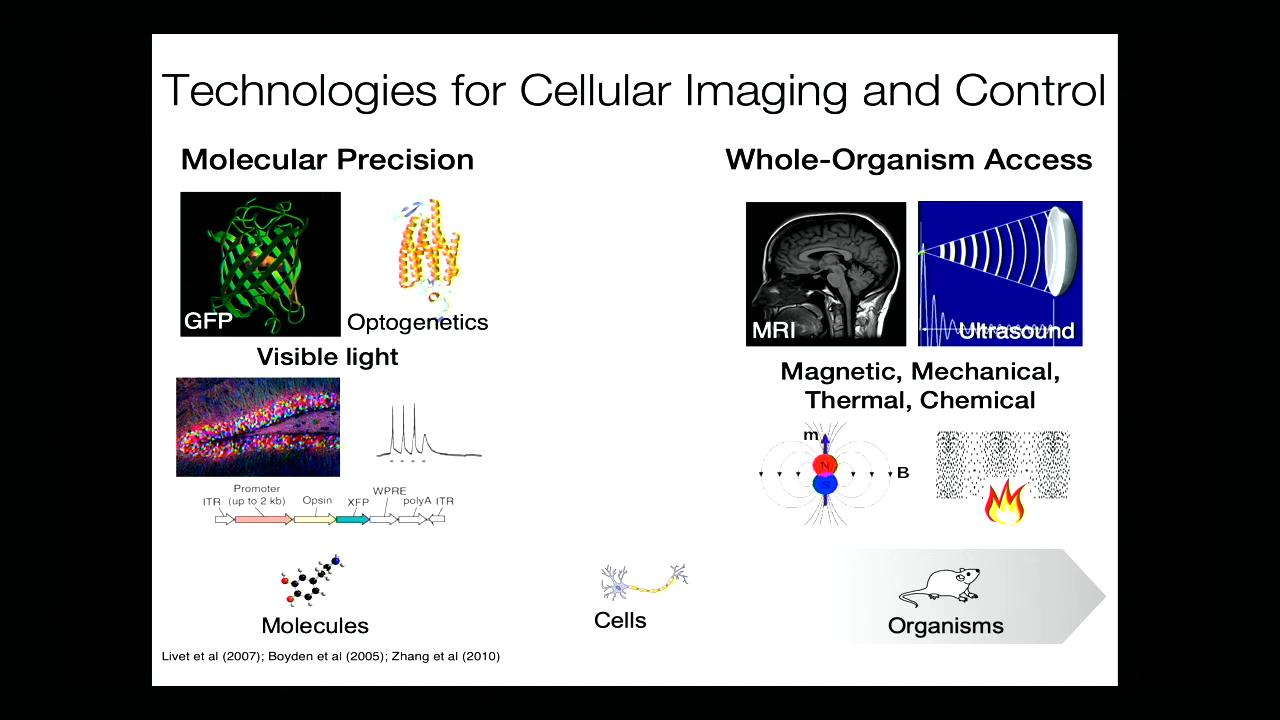 Technologies for Cellular Imaging and Control
Molecular Precision
Whole-Organism Access
GFP
Optogenetics
MRI
Ultrasound
Visible light
Magnetic, Mechanical,
Thermal, Chemical
m
N
S
B
Promoter
ITR (up to 2 kb) Opsin XFP WPRE polyA ITR
Molecules
Cells
Organisms
Livet et al (2007); Boyden et al (2005); Zhang et al (2010)